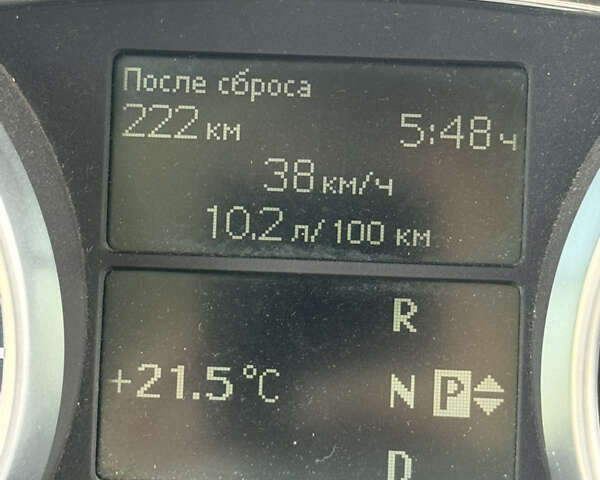 После сброса
222 км 5:48 ч
38 км/ч
10.2 л/100 км
R
+21.5°C N P
D